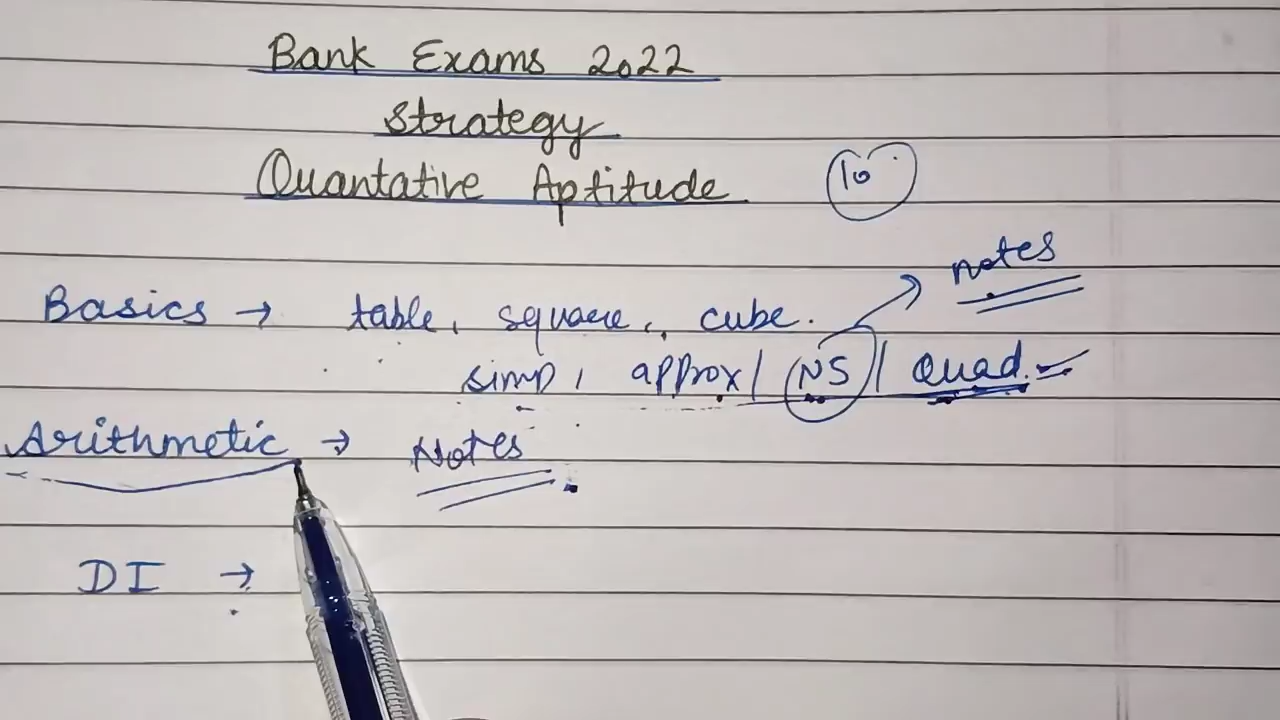 Bank Exams 2022
Strategy
Quantative Aptitude 10
notes
Basics → table, square, cube.
simp, approx / NS / Quad.
Arithmetic → Notes
DI →